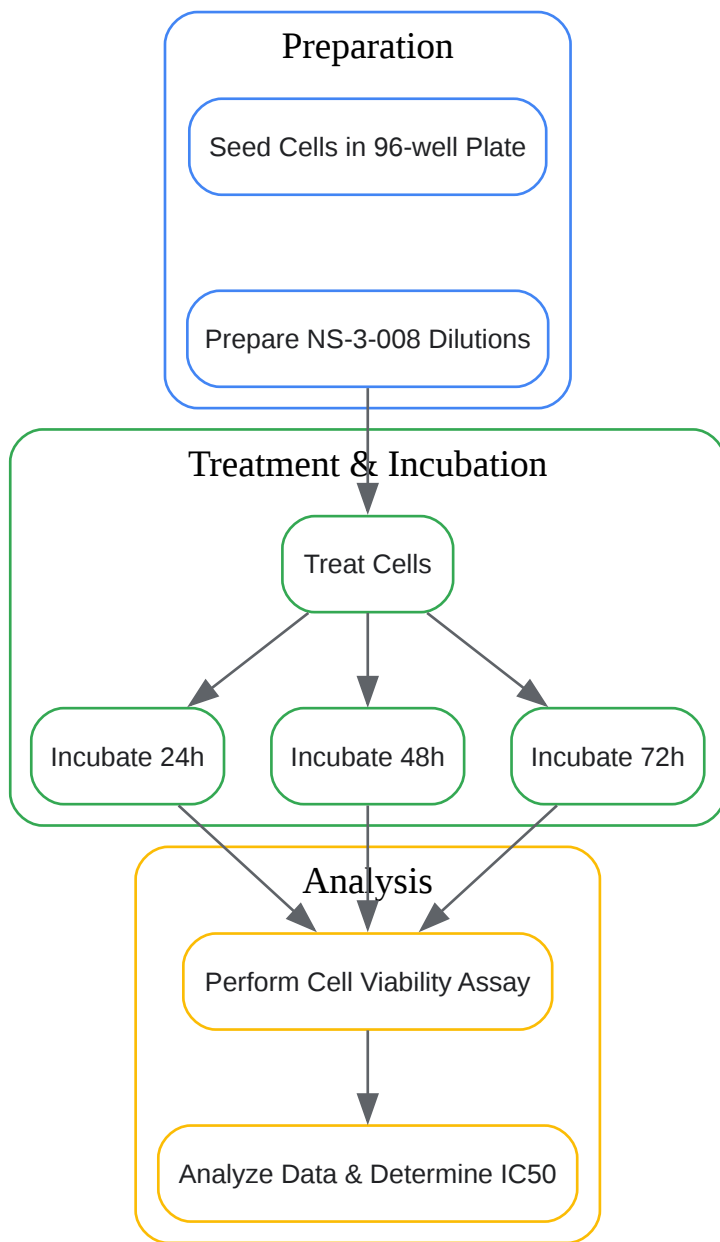 Preparation
Seed Cells in 96-well Plate
Prepare NS-3-008 Dilutions
Treatment & Incubation
Treat Cells
Incubate 24h
Incubate 48h
Incubate 72h
Analysis
Perform Cell Viability Assay
Analyze Data & Determine IC50